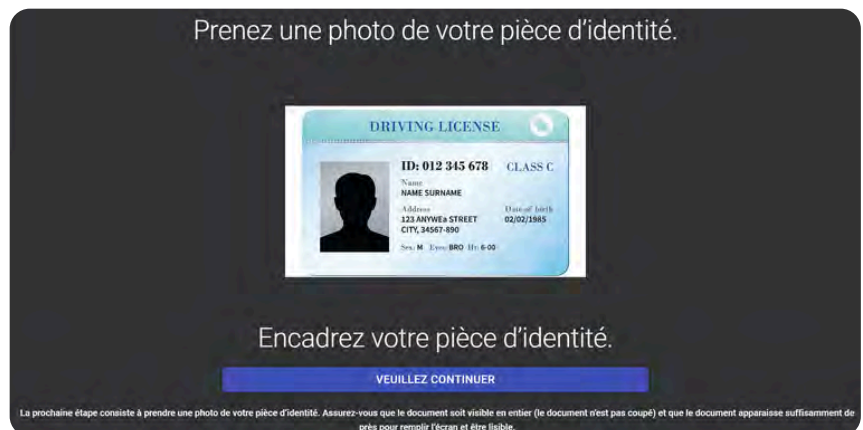 Prenez une photo de votre pièce d'identité.
DRIVING LICENSE
ID: 012 345 678 CLASS C
Name
NAME SURNAME
Address Date of birth
123 ANYWEa STREET 02/02/1985
CITY, 34567-890
Sex: M Eyes: BRO Ht: 6-00
Encadrez votre pièce d'identité.
VEUILLEZ CONTINUER
La prochaine étape consiste à prendre une photo de votre pièce d'identité. Assurez-vous que le document soit visible en entier (le document n'est pas coupé) et que le document apparaisse suffisamment de
près pour remplir l'écran et être lisible.